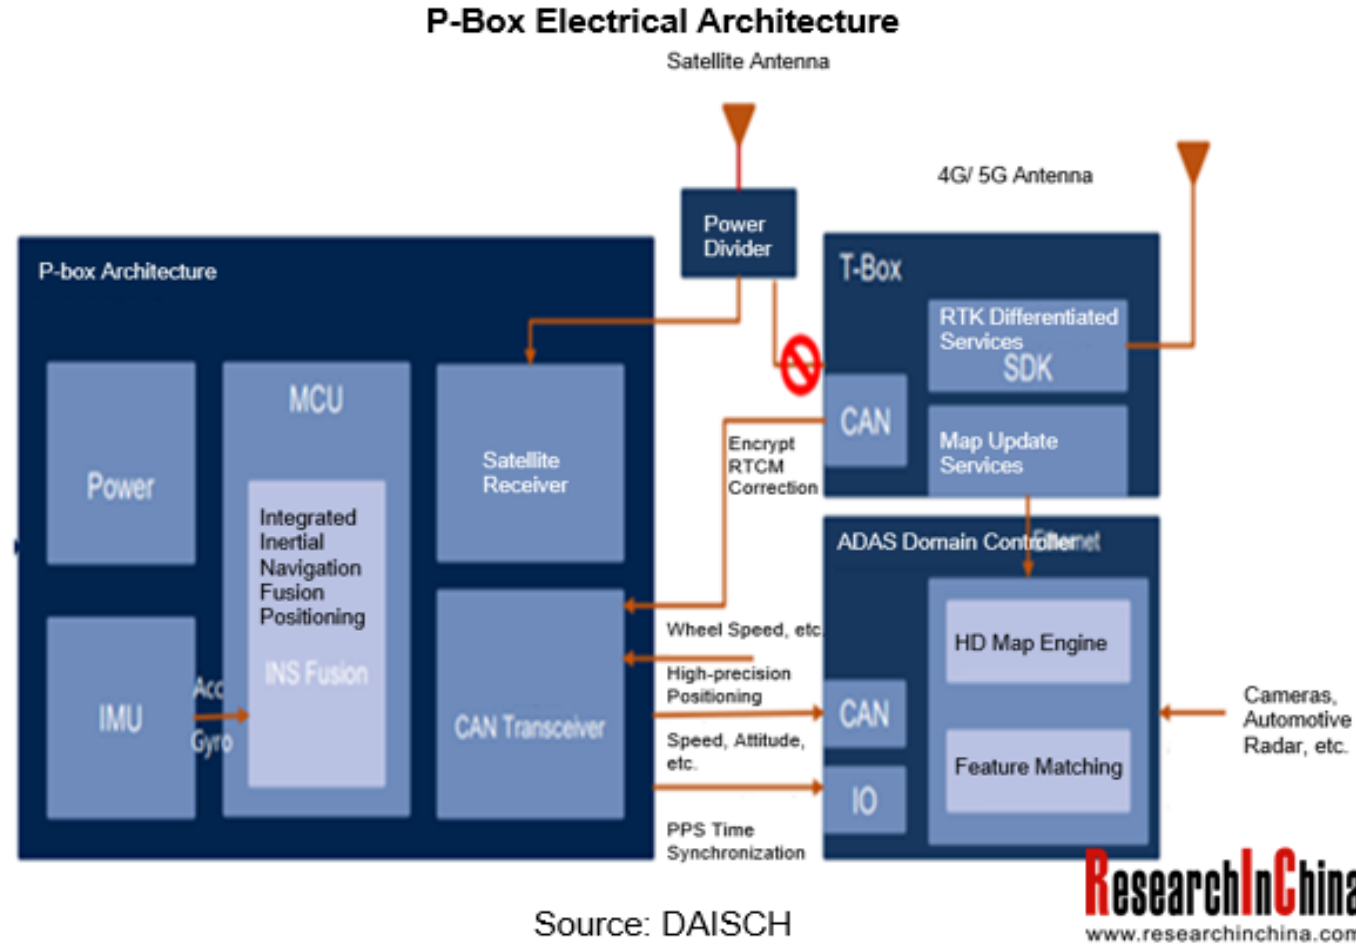 P-Box Electrical Architecture
Satellite Antenna
4G/ 5G Antenna
Power
Divider
P-box Architecture
T-Box
RTK Differentiated
Services
SDK
MCU
CAN
Map Update
Services
Encrypt
RTCM
Correction
Power
Satellite
Receiver
Integrated
Inertial
Navigation
Fusion
Positioning
INS Fusion
ADAS Domain Controller
Ethernet
HD Map Engine
Wheel Speed, etc.
High-precision
Positioning
IMU
Acc
Gyro
CAN Transceiver
CAN
Speed, Attitude,
etc.
Feature Matching
IO
Cameras,
Automotive
Radar, etc.
PPS Time
Synchronization
ResearchInChina
www.researchinchina.com
Source: DAISCH